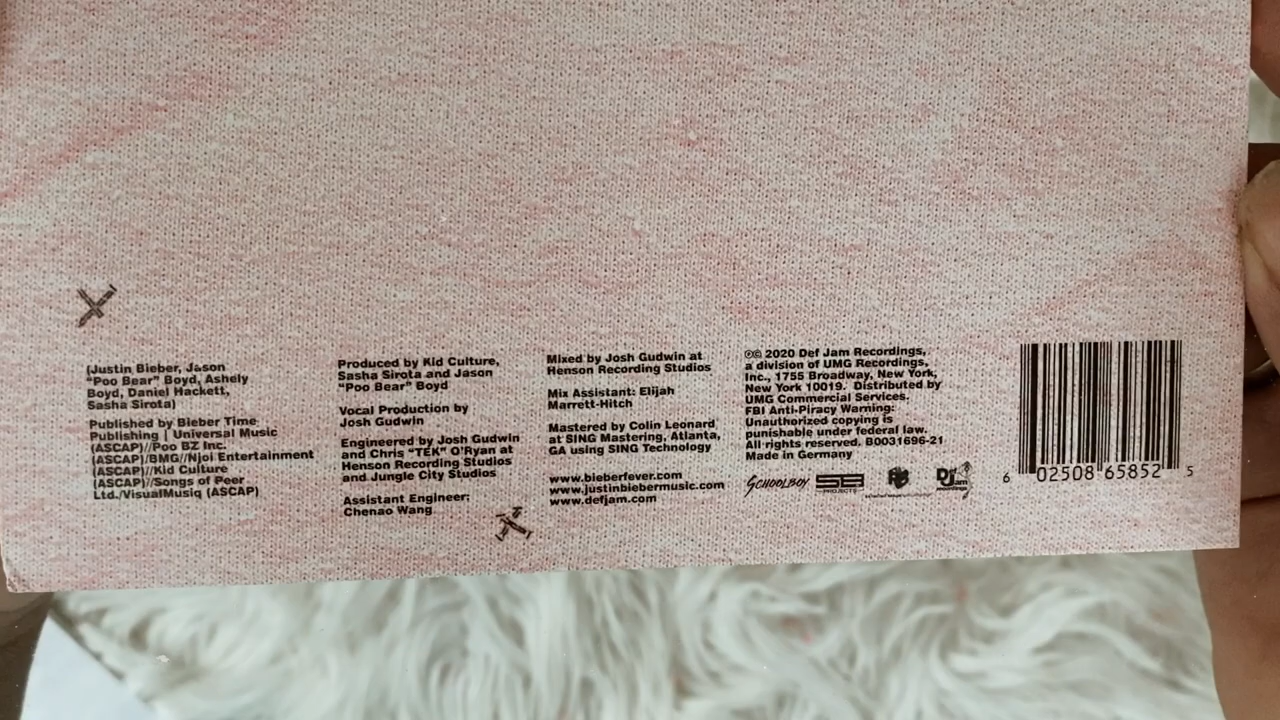 (Justin Bieber, Jason
“Poo Bear” Boyd, Ashely
Boyd, Daniel Hackett,
Sasha Sirota)
Published by Bieber Time
Publishing | Universal Music
(ASCAP)//Poo BZ Inc.
(ASCAP)/BMG//Njoi Entertainment
(ASCAP)//Kid Culture
(ASCAP)//Songs of Peer
Ltd./VisualMusiq (ASCAP)
Produced by Kid Culture,
Sasha Sirota and Jason
“Poo Bear” Boyd
Vocal Production by
Josh Gudwin
Engineered by Josh Gudwin
and Chris “TEK” O’Ryan at
Henson Recording Studios
and Jungle City Studios
Assistant Engineer:
Chenao Wang
Mixed by Josh Gudwin at
Henson Recording Studios
Mix Assistant: Elijah
Marrett-Hitch
Mastered by Colin Leonard
at SING Mastering, Atlanta,
GA using SING Technology
www.bieberfever.com
www.justinbiebermusic.com
www.defjam.com
℗© 2020 Def Jam Recordings,
a division of UMG Recordings,
Inc., 1755 Broadway, New York,
New York 10019. Distributed by
UMG Commercial Services.
FBI Anti-Piracy Warning:
Unauthorized copying is
punishable under federal law.
All rights reserved. B0031696-21
Made in Germany
SCHOOLBOY
SB PROJECTS
Def Jam recordings
6 02508 65852 5